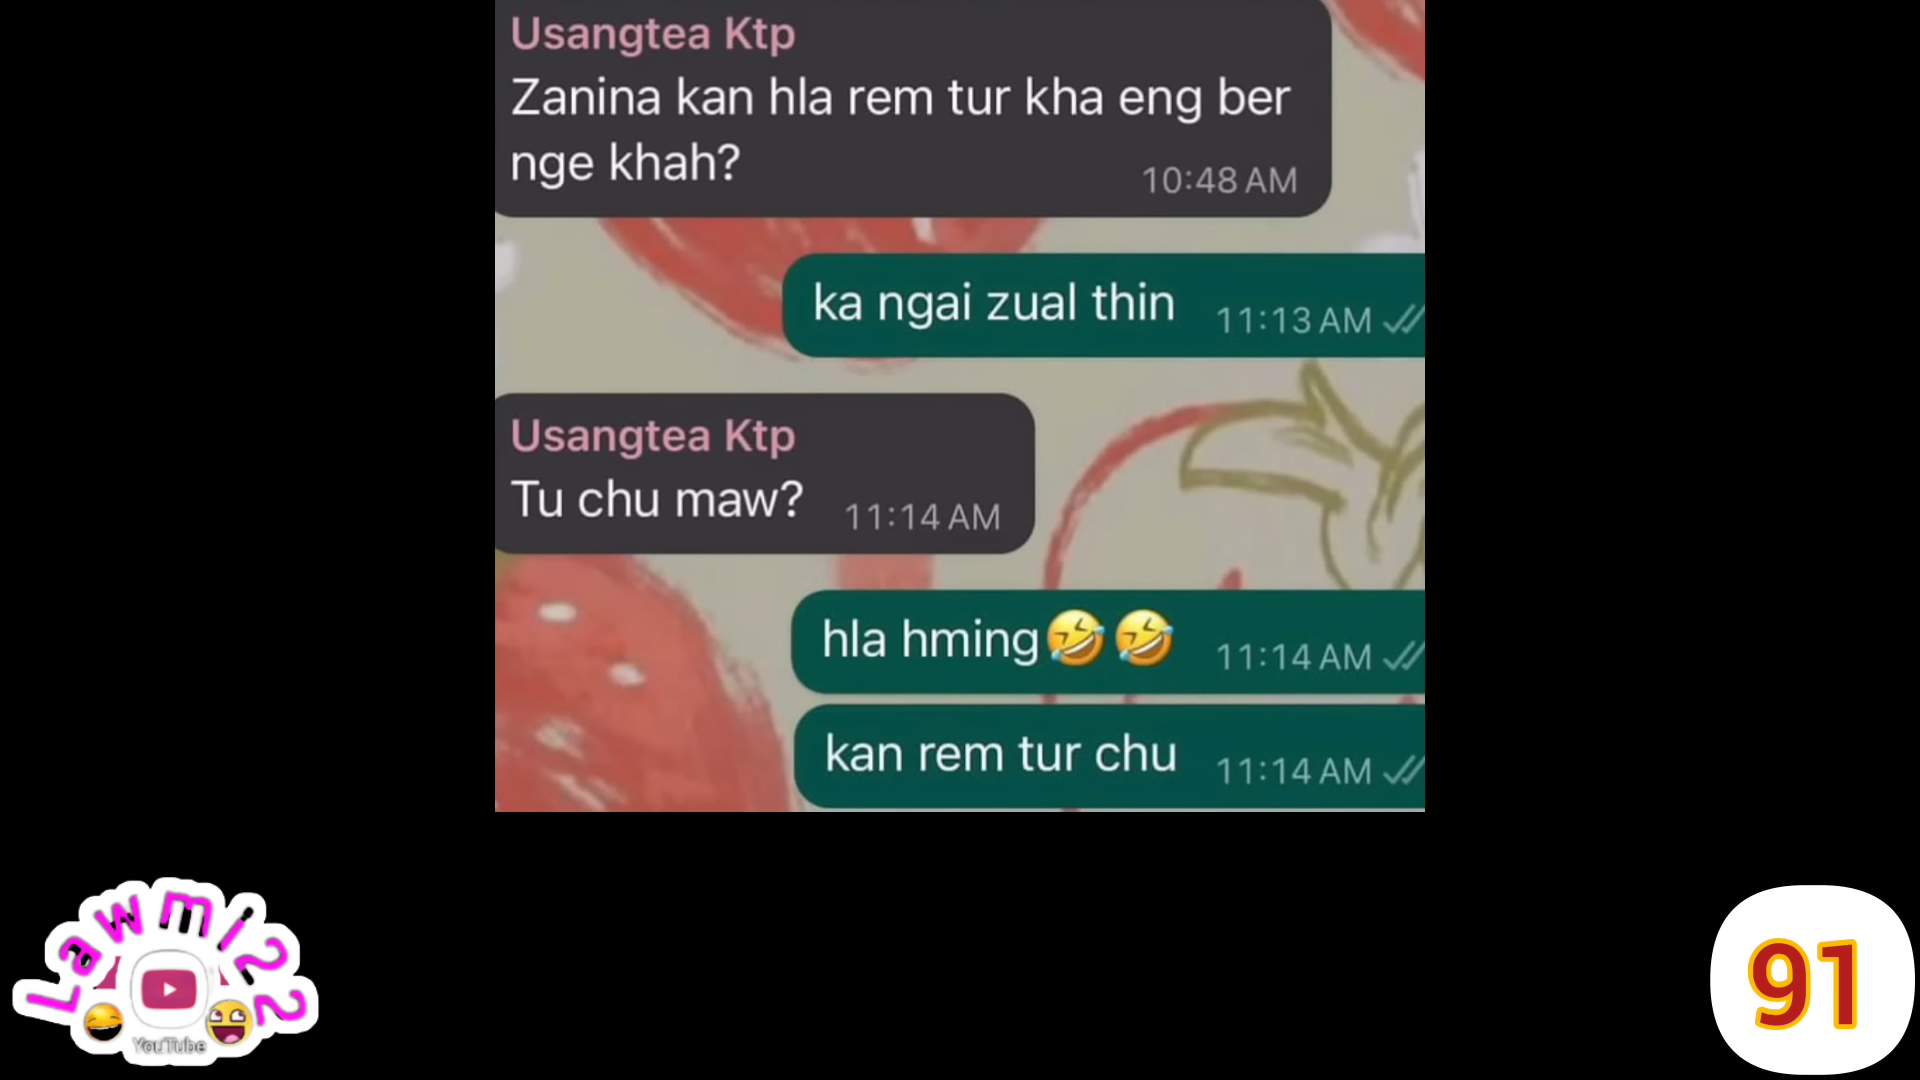 Usangtea Ktp
Zanina kan hla rem tur kha eng ber
nge khah?
10:48 AM
ka ngai zual thin
11:13 AM
Usangtea Ktp
Tu chu maw?
11:14 AM
hla hming🤣🤣
11:14 AM
kan rem tur chu
11:14 AM
Lawmi22
YouTube
91